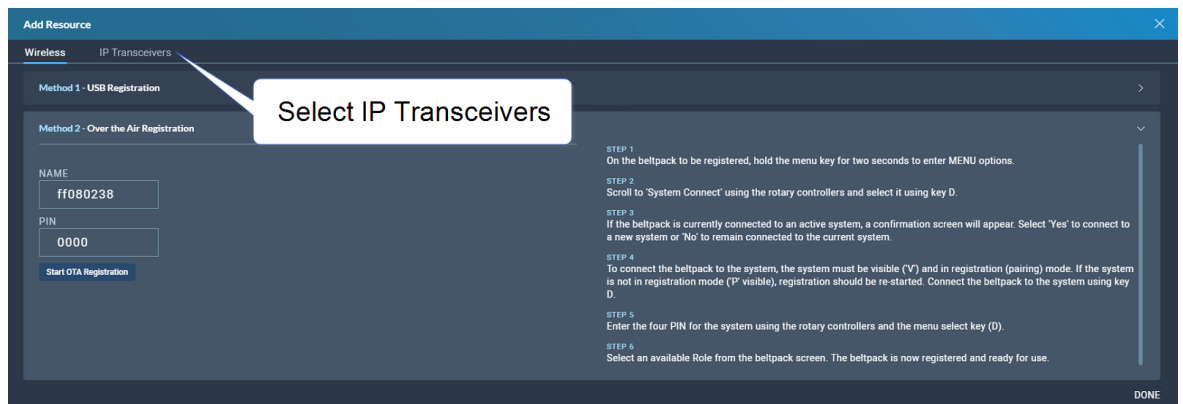 Add Resource
Wireless
IP Transceivers
Method 1 - USB Registration
Select IP Transceivers
Method 2 - Over the Air Registration
NAME
ff080238
PIN
0000
Start OTA Registration
STEP 1
On the beltpack to be registered, hold the menu key for two seconds to enter MENU options.
STEP 2
Scroll to 'System Connect' using the rotary controllers and select it using key D.
STEP 3
If the beltpack is currently connected to an active system, a confirmation screen will appear. Select 'Yes' to connect to
a new system or 'No' to remain connected to the current system.
STEP 4
To connect the beltpack to the system, the system must be visible ('V') and in registration (pairing) mode. If the system
is not in registration mode ('P' visible), registration should be re-started. Connect the beltpack to the system using key
D.
STEP 5
Enter the four PIN for the system using the rotary controllers and the menu select key (D).
STEP 6
Select an available Role from the beltpack screen. The beltpack is now registered and ready for use.
DONE